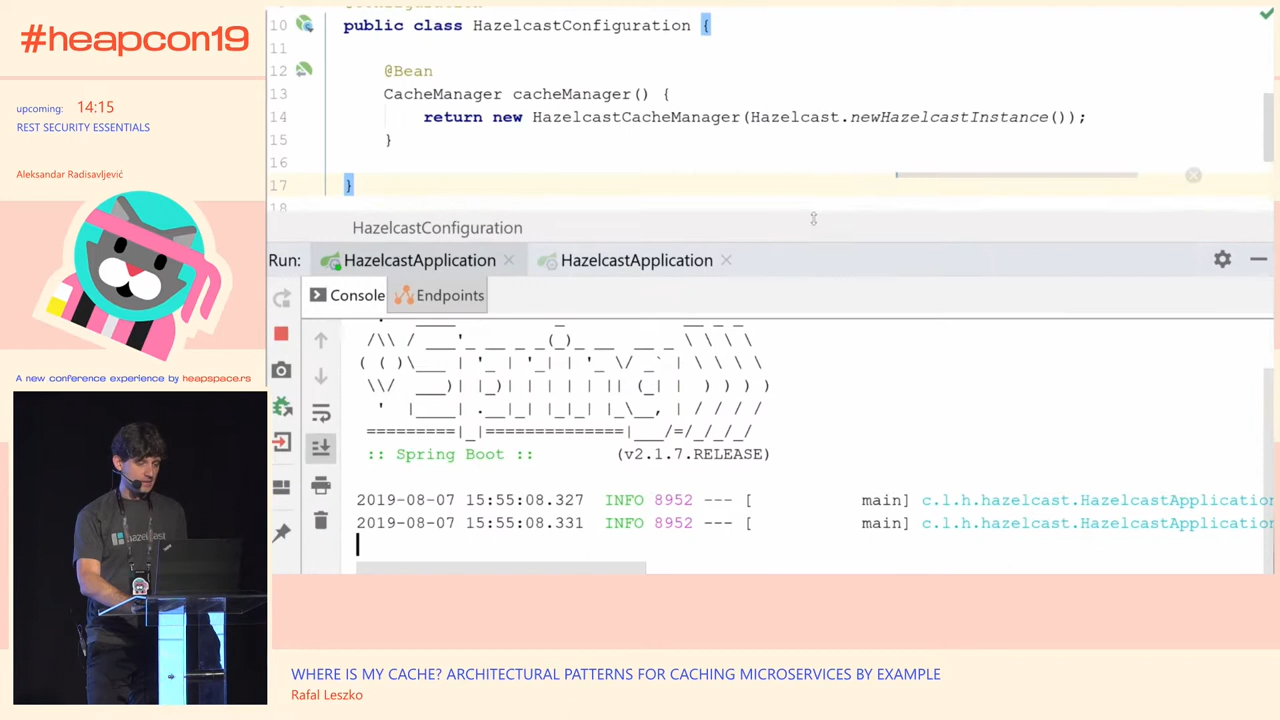 #heapcon19
upcoming: 14:15
REST SECURITY ESSENTIALS
Aleksandar Radisavljević
A new conference experience by heapspace.rs
10 public class HazelcastConfiguration {
11
12 @Bean
13 CacheManager cacheManager() {
14 return new HazelcastCacheManager(Hazelcast.newHazelcastInstance());
15 }
16
17 }
18
HazelcastConfiguration
Run: HazelcastApplication HazelcastApplication
Console Endpoints
:: Spring Boot :: (v2.1.7.RELEASE)
2019-08-07 15:55:08.327 INFO 8952 --- [ main] c.l.h.hazelcast.HazelcastApplication
2019-08-07 15:55:08.331 INFO 8952 --- [ main] c.l.h.hazelcast.HazelcastApplication
hazelcast
WHERE IS MY CACHE? ARCHITECTURAL PATTERNS FOR CACHING MICROSERVICES BY EXAMPLE
Rafal Leszko